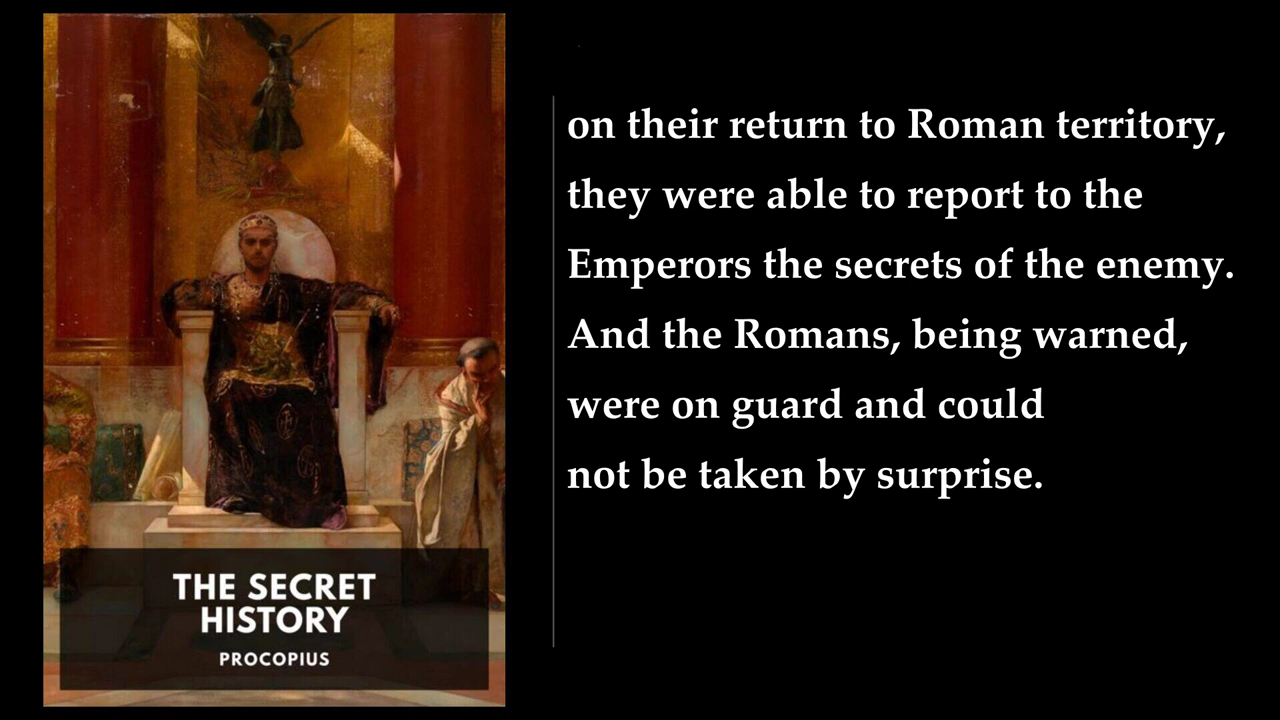 THE SECRET
HISTORY
PROCOPIUS
on their return to Roman territory,
they were able to report to the
Emperors the secrets of the enemy.
And the Romans, being warned,
were on guard and could
not be taken by surprise.